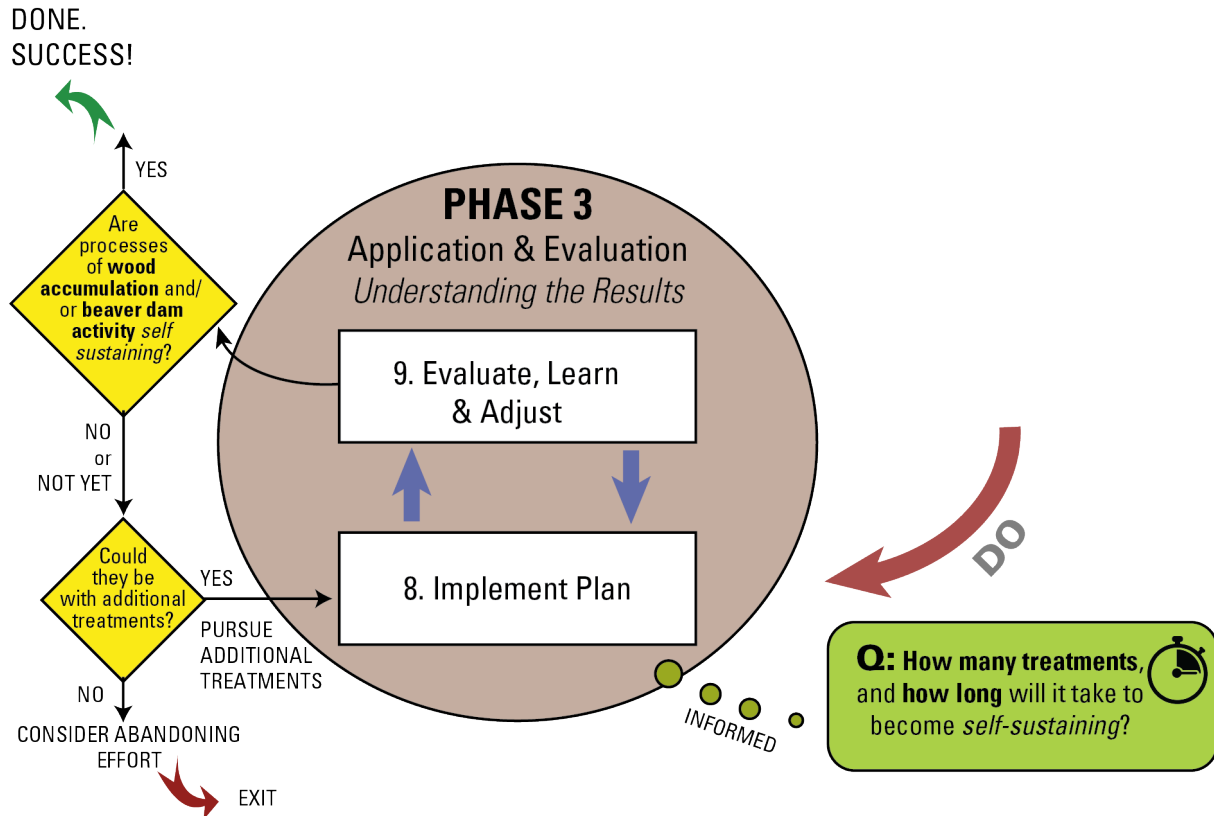 DONE.
SUCCESS!
YES
Are
processes
of wood
accumulation and/
or beaver dam
activity self
sustaining?
NO
or
NOT YET
Could
they be
with additional
treatments?
YES
PURSUE
ADDITIONAL
TREATMENTS
NO
CONSIDER ABANDONING
EFFORT
EXIT
PHASE 3
Application & Evaluation
Understanding the Results
9. Evaluate, Learn
& Adjust
8. Implement Plan
INFORMED
DO
Q: How many treatments,
and how long will it take to
become self-sustaining?